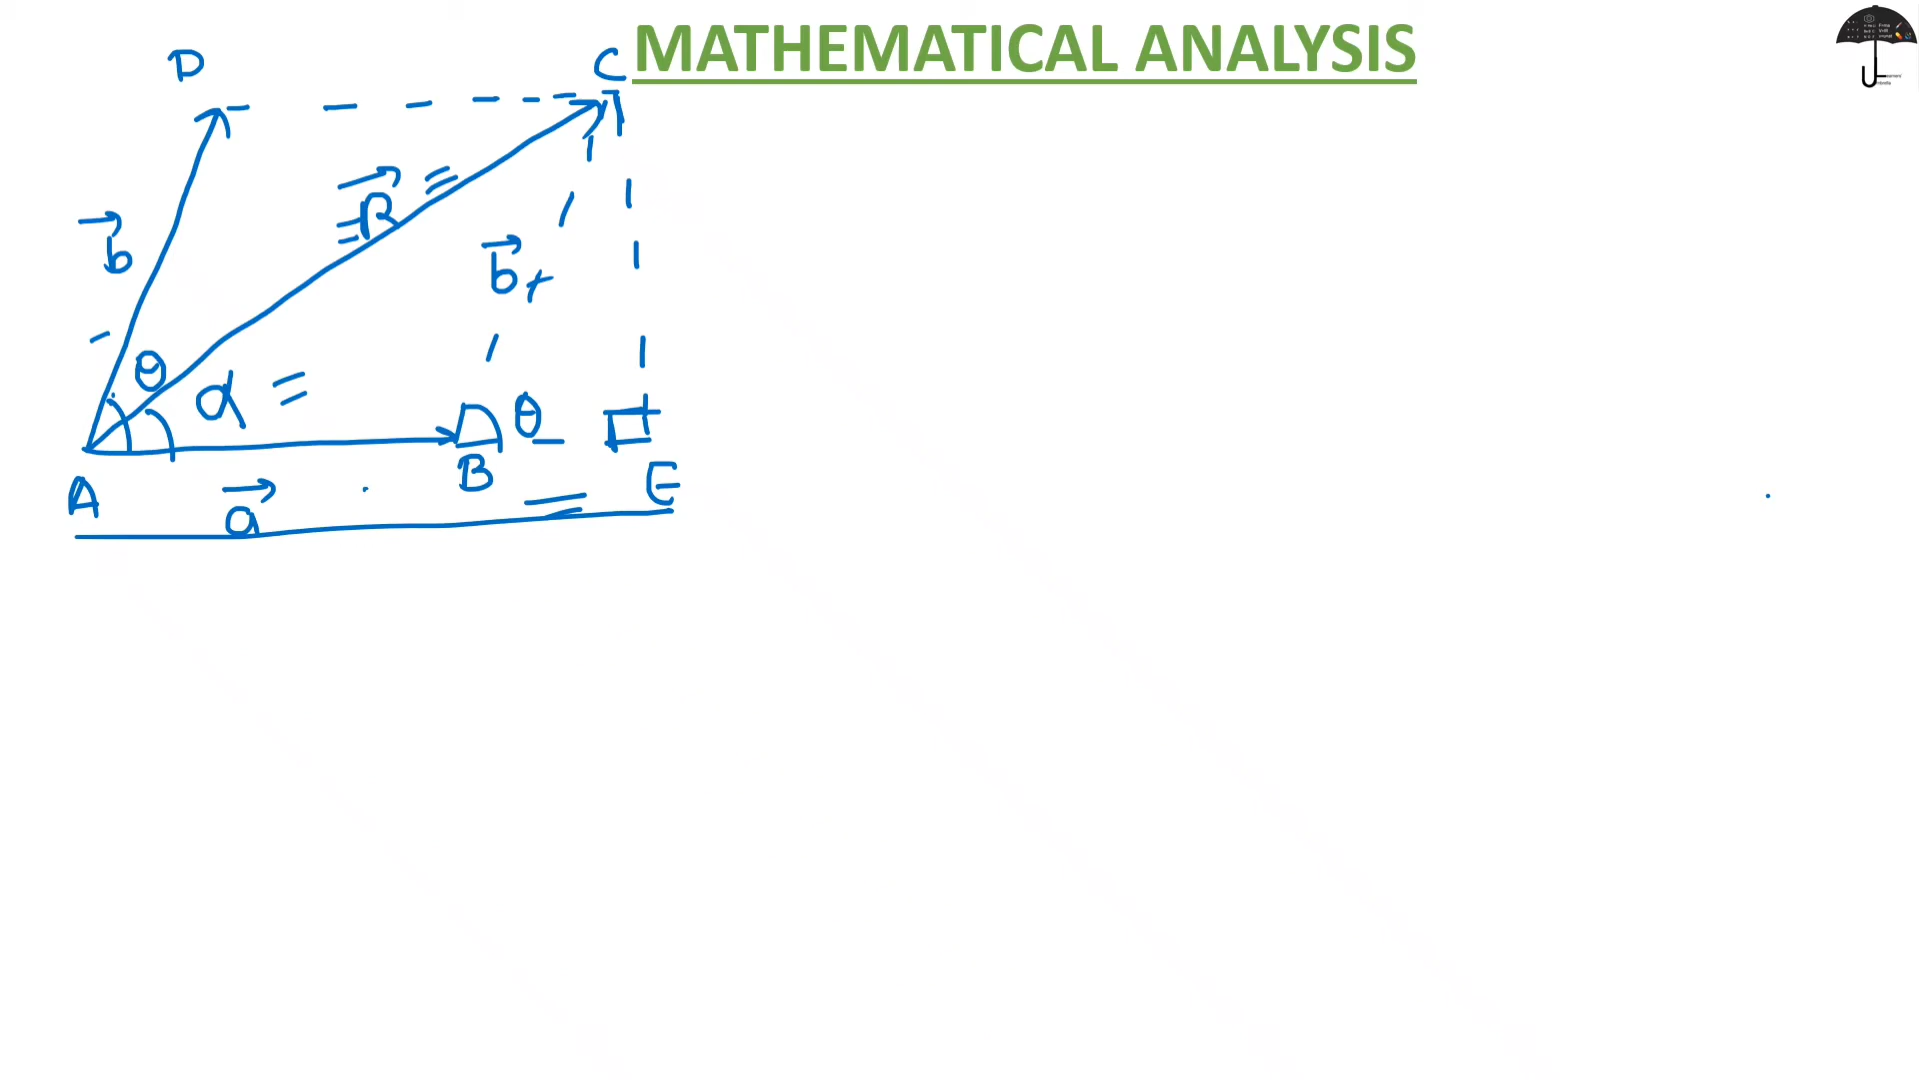 MATHEMATICAL ANALYSIS
D
C
R
b
b
θ
α =
θ
B
E
A
a